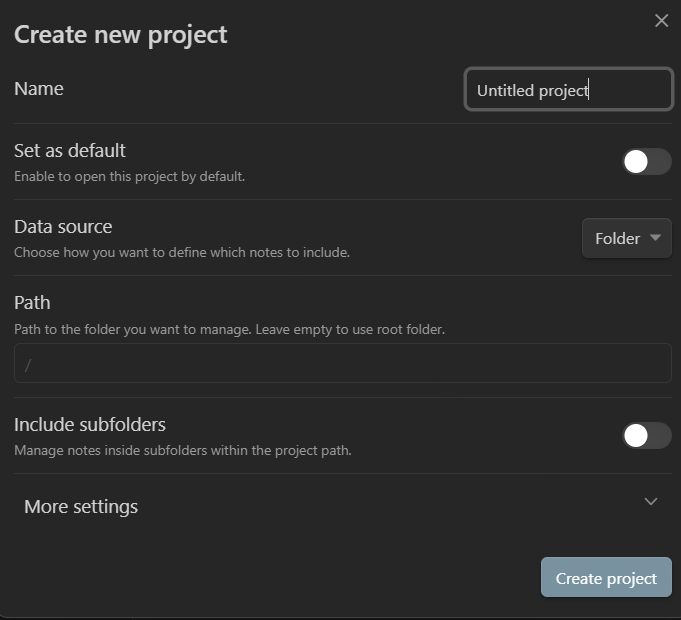 Create new project
Name
Untitled project
Set as default
Enable to open this project by default.
Data source
Choose how you want to define which notes to include.
Folder
Path
Path to the folder you want to manage. Leave empty to use root folder.
/
Include subfolders
Manage notes inside subfolders within the project path.
More settings
Create project